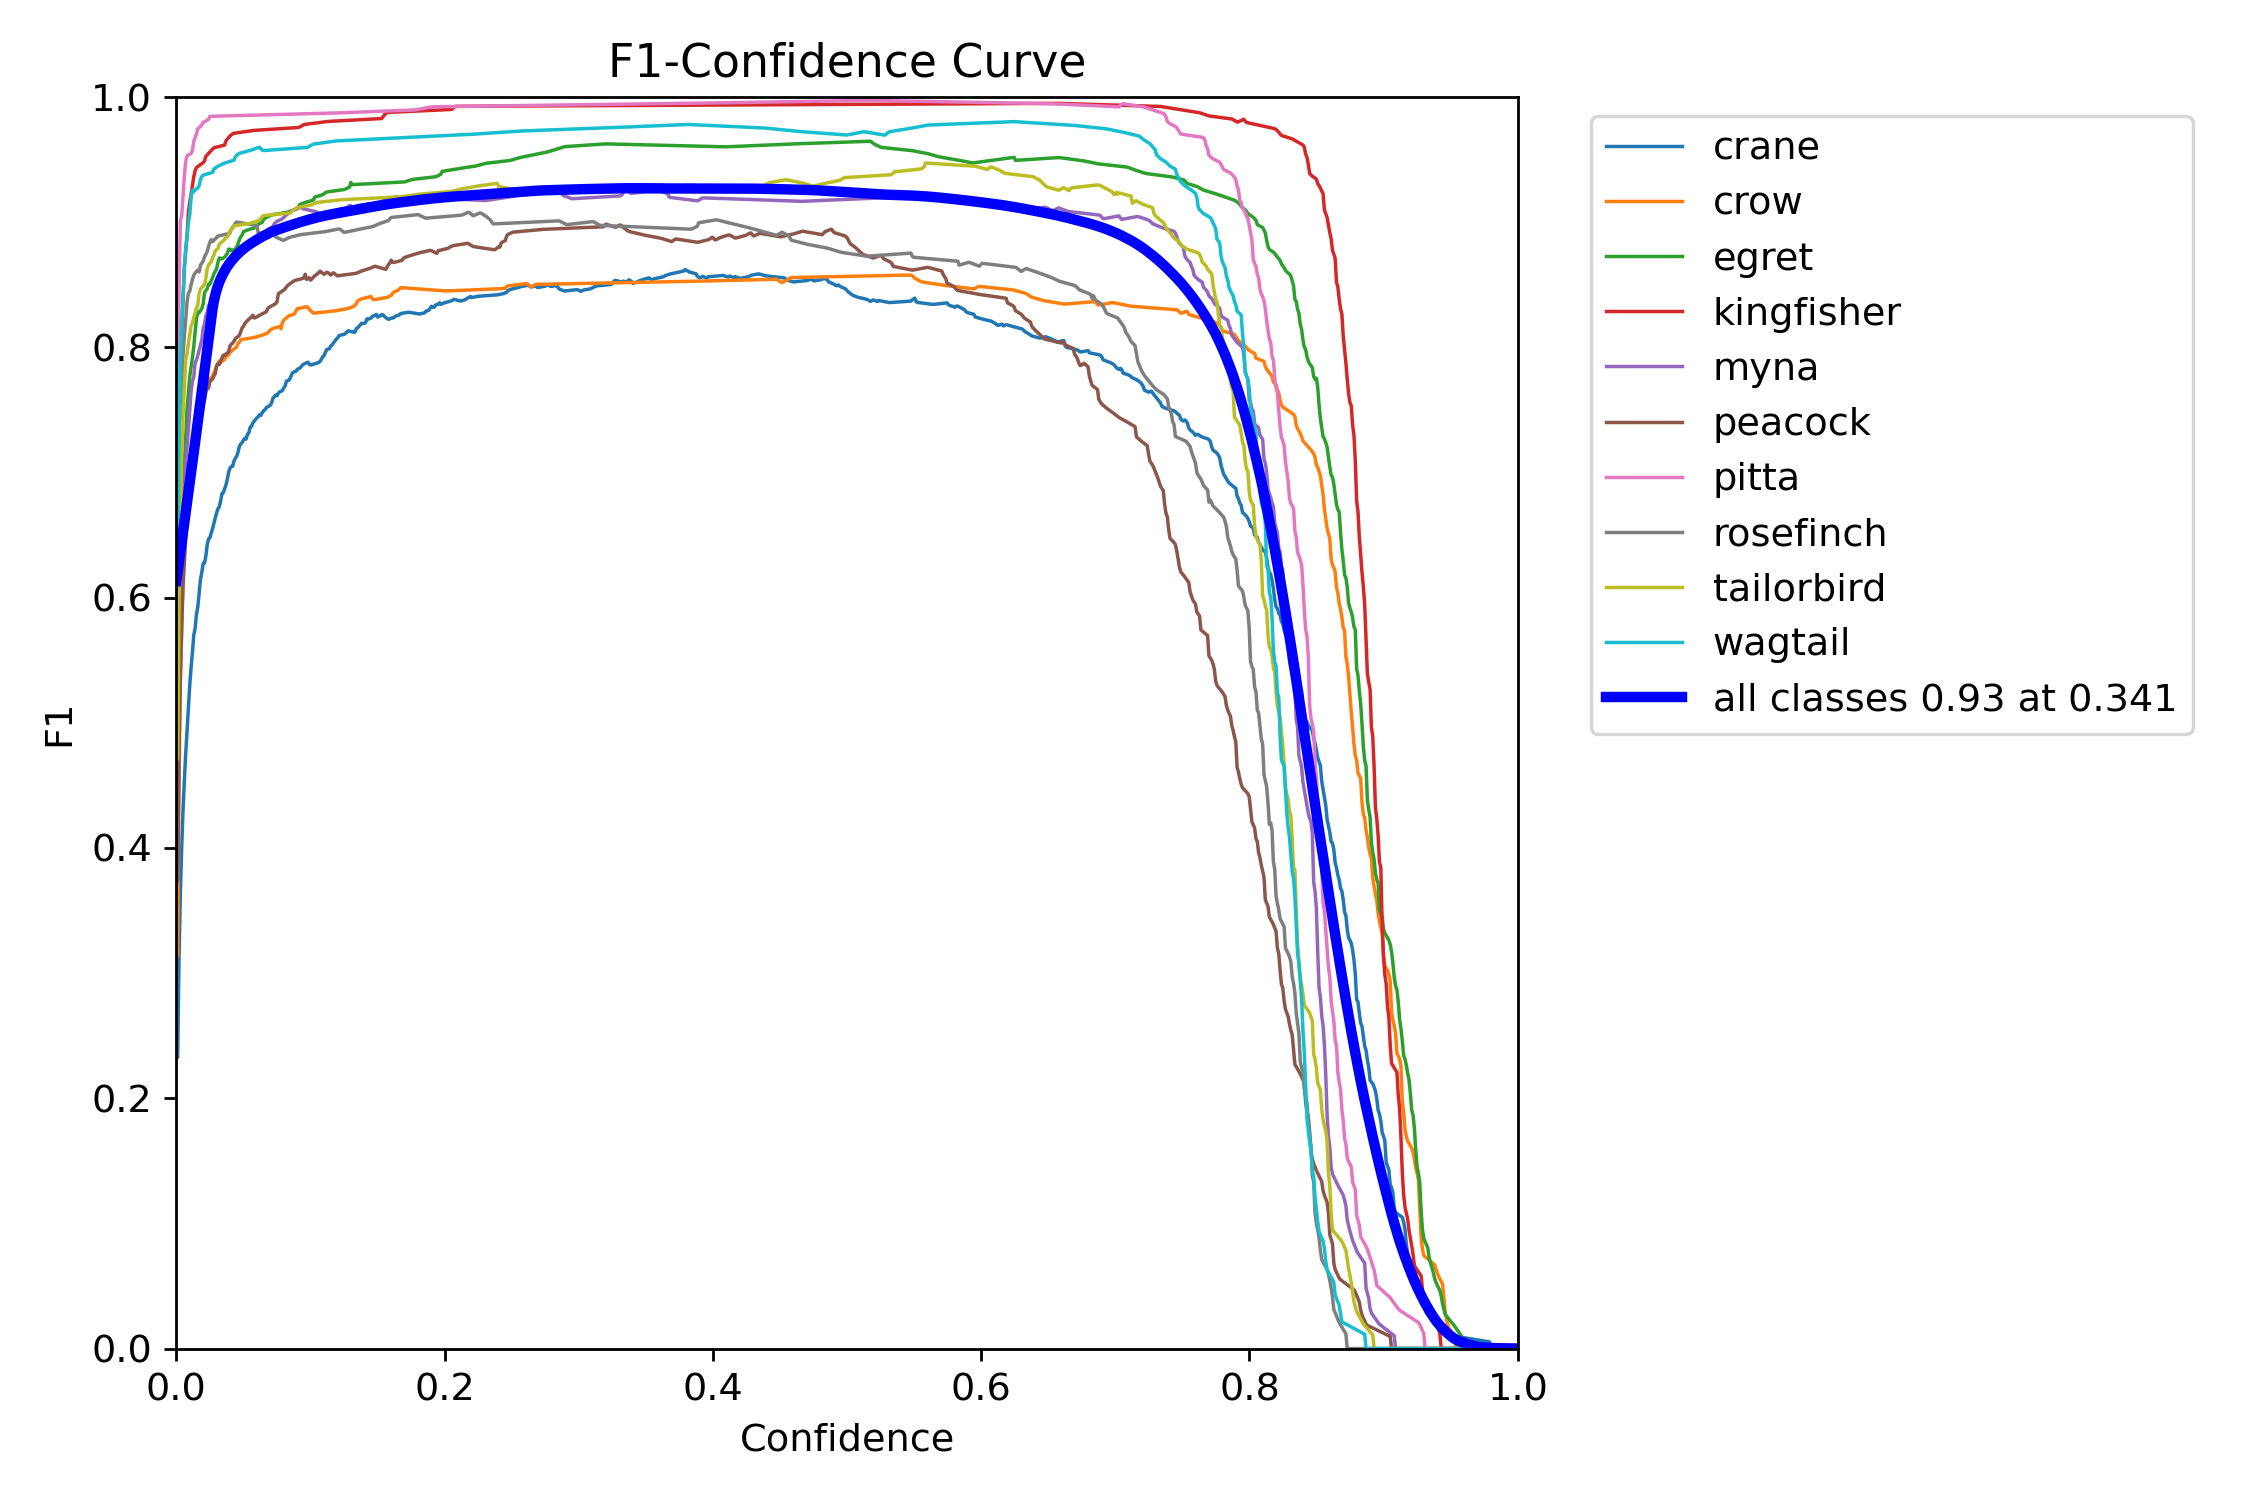 F1-Confidence Curve
1.0
0.8
0.6
0.4
0.2
0.0
F1
0.0 0.2 0.4 0.6 0.8 1.0
Confidence
crane
crow
egret
kingfisher
myna
peacock
pitta
rosefinch
tailorbird
wagtail
all classes 0.93 at 0.341